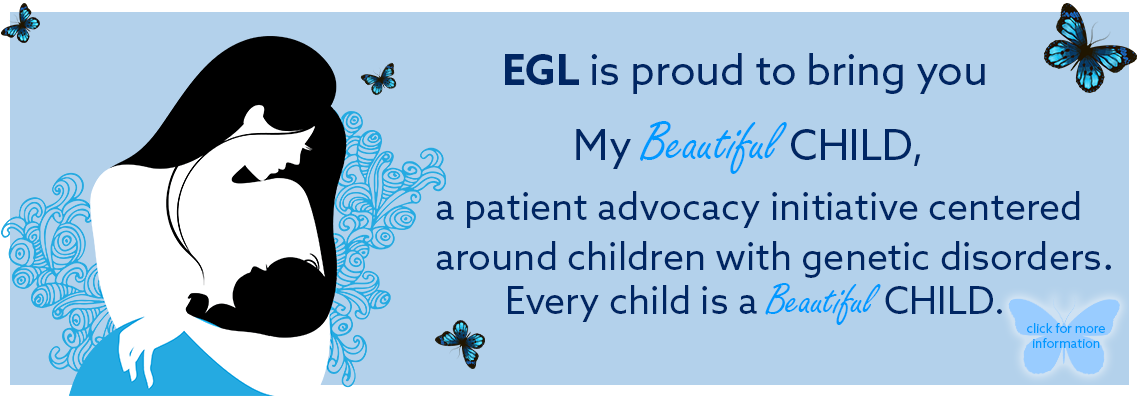 EGL is proud to bring you
My Beautiful CHILD,
a patient advocacy initiative centered
around children with genetic disorders.
Every child is a Beautiful CHILD.
click for more
information